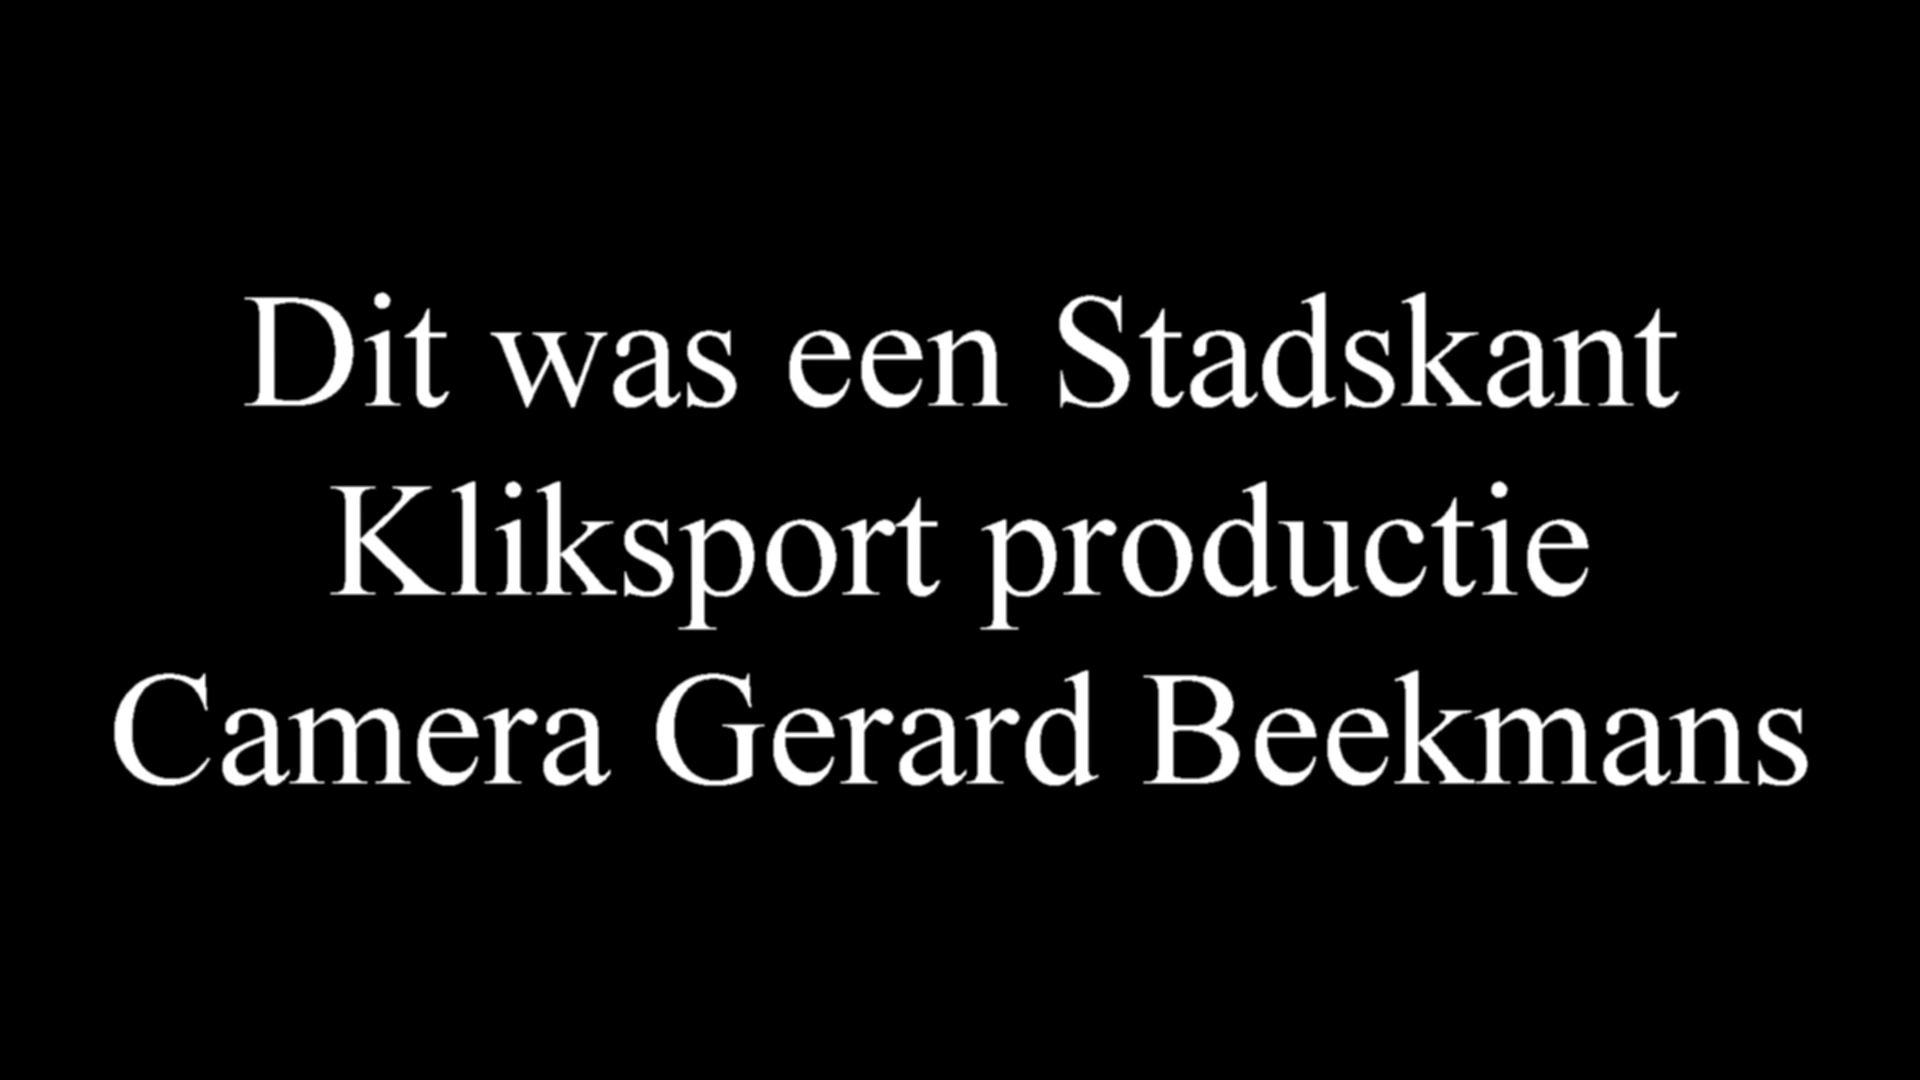 Dit was een Stadskant
Kliksport productie
Camera Gerard Beekmans